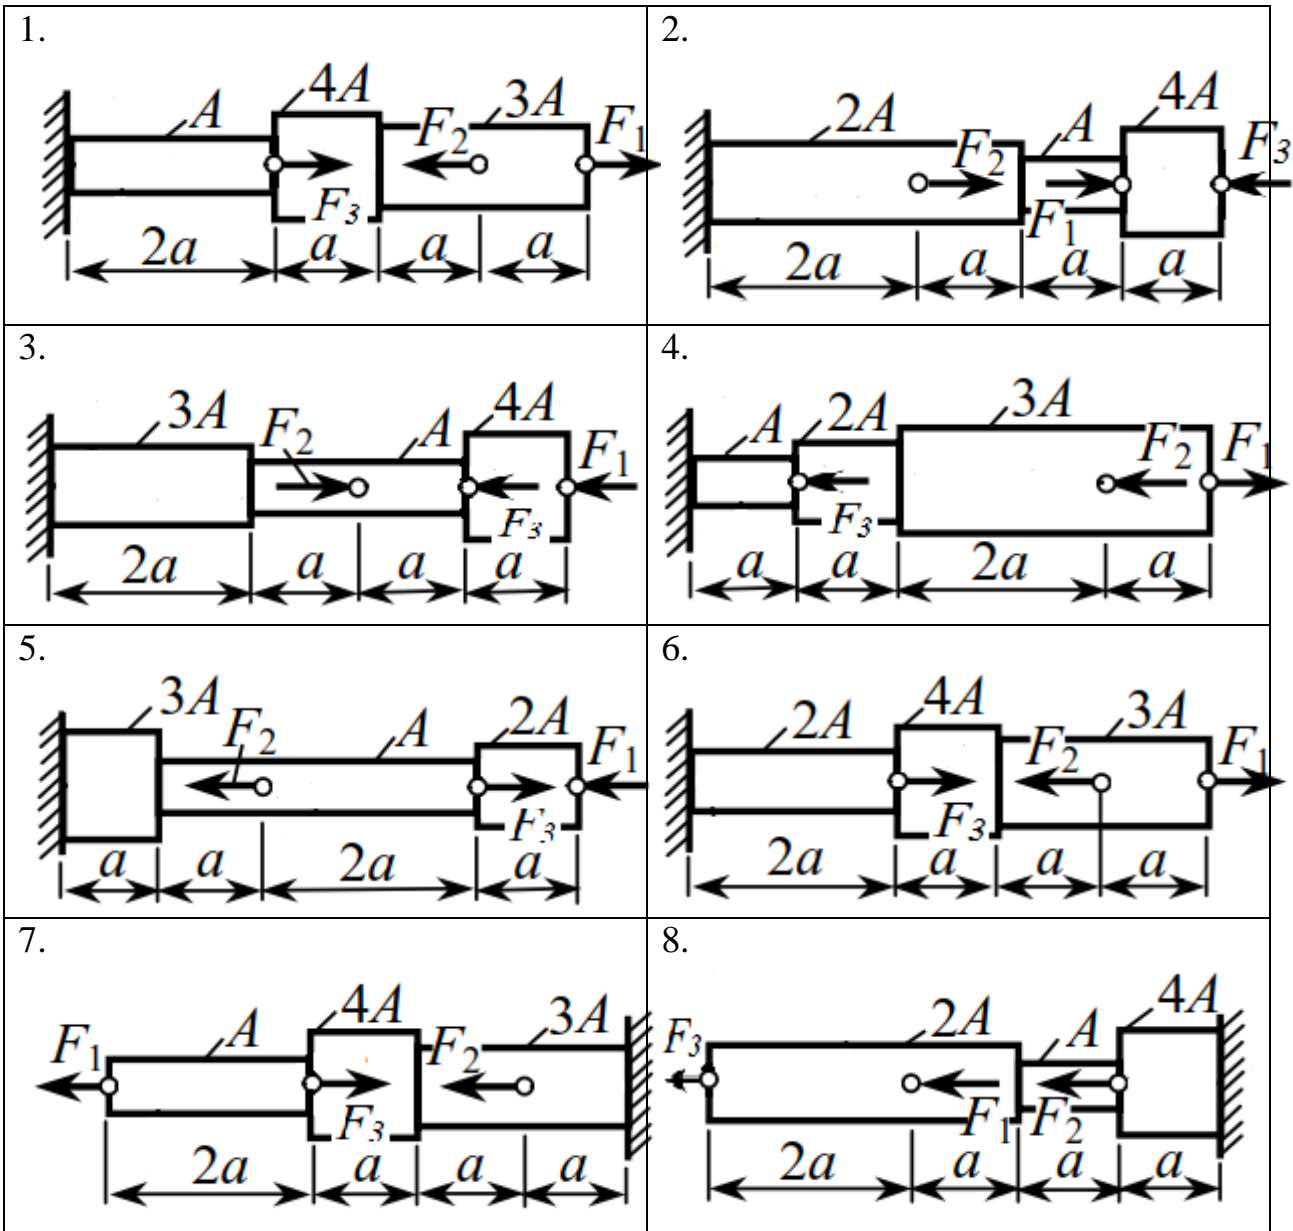 1.
A 4A F₂ 3A F₁
F₃
2a a a a
2.
2A F₂ A 4A F₃
F₁
2a a a a
3.
3A F₂ A 4A F₁
F₃
2a a a a
4.
A 2A 3A F₂ F₁
F₃
a a 2a a
5.
3A F₂ A 2A F₁
F₃
a a 2a a
6.
2A 4A F₂ 3A F₁
F₃
2a a a a
7.
F₁ A 4A F₂ 3A
F₃
2a a a a
8.
F₃ 2A A 4A
F₁ F₂
2a a a a